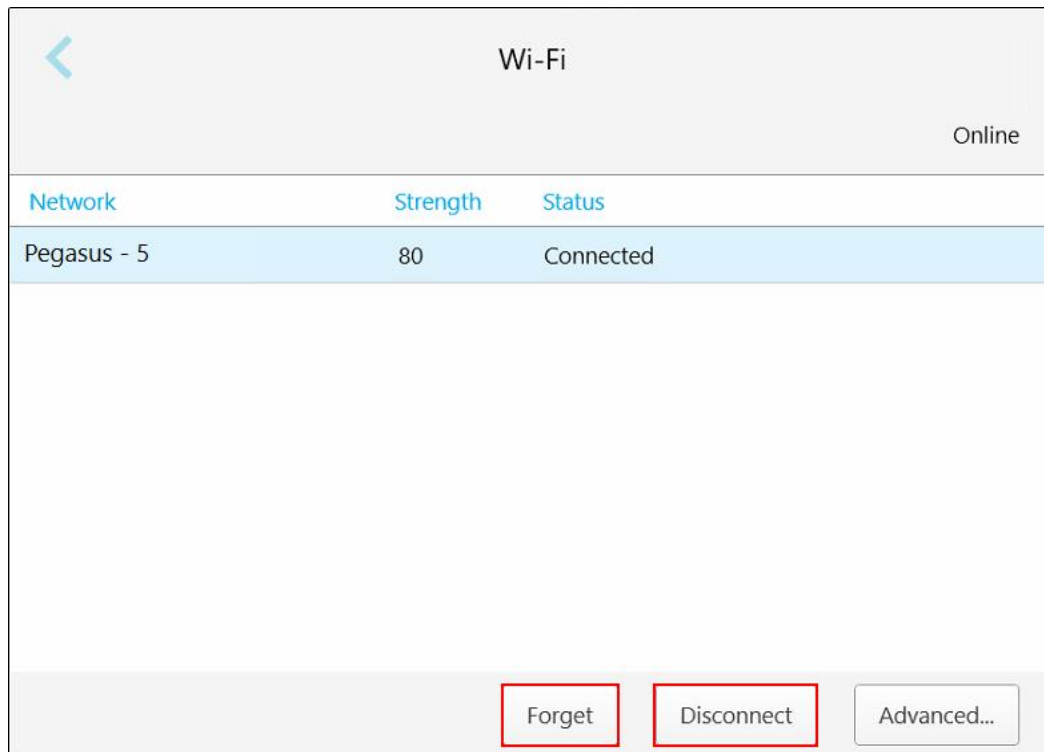 Wi-Fi
Online
Network Strength Status
Pegasus - 5 80 Connected
Forget Disconnect Advanced...